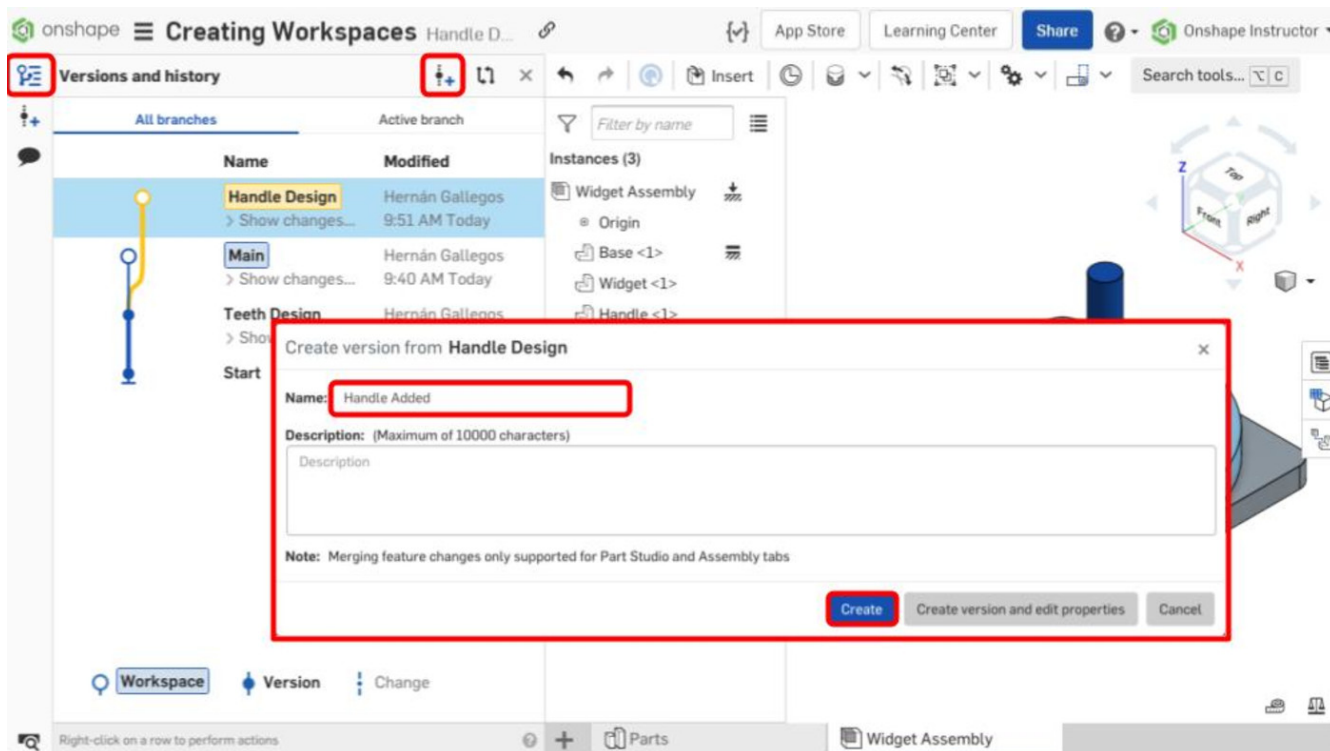 onshape Creating Workspaces Handle D... App Store Learning Center Share Onshape Instructor
Versions and history Insert Search tools... ⌥ C
All branches Active branch Filter by name
Name Modified Instances (3)
Handle Design Hernán Gallegos Widget Assembly
> Show changes... 9:51 AM Today Origin
Main Hernán Gallegos Base <1>
> Show changes... 9:40 AM Today Widget <1>
Teeth Design Hernán Gallegos Handle <1>
> Show
Start
Create version from Handle Design
Name: Handle Added
Description: (Maximum of 10000 characters)
Description
Note: Merging feature changes only supported for Part Studio and Assembly tabs
Create Create version and edit properties Cancel
Workspace Version Change
Right-click on a row to perform actions Parts Widget Assembly
Z
Top
Front Right
X